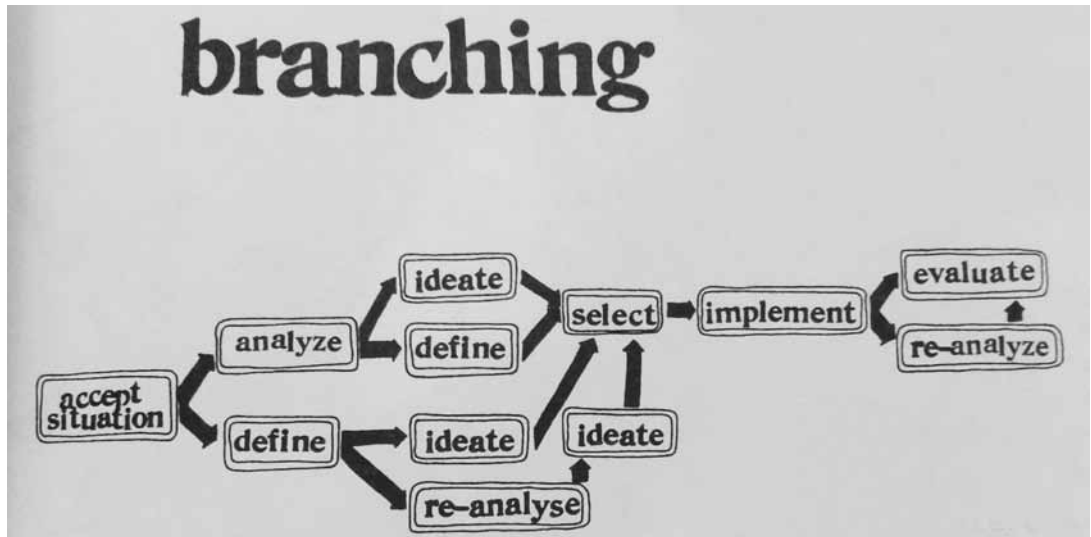 branching
ideate
evaluate
select
implement
analyze
define
re-analyze
accept
situation
define
ideate
ideate
re-analyse